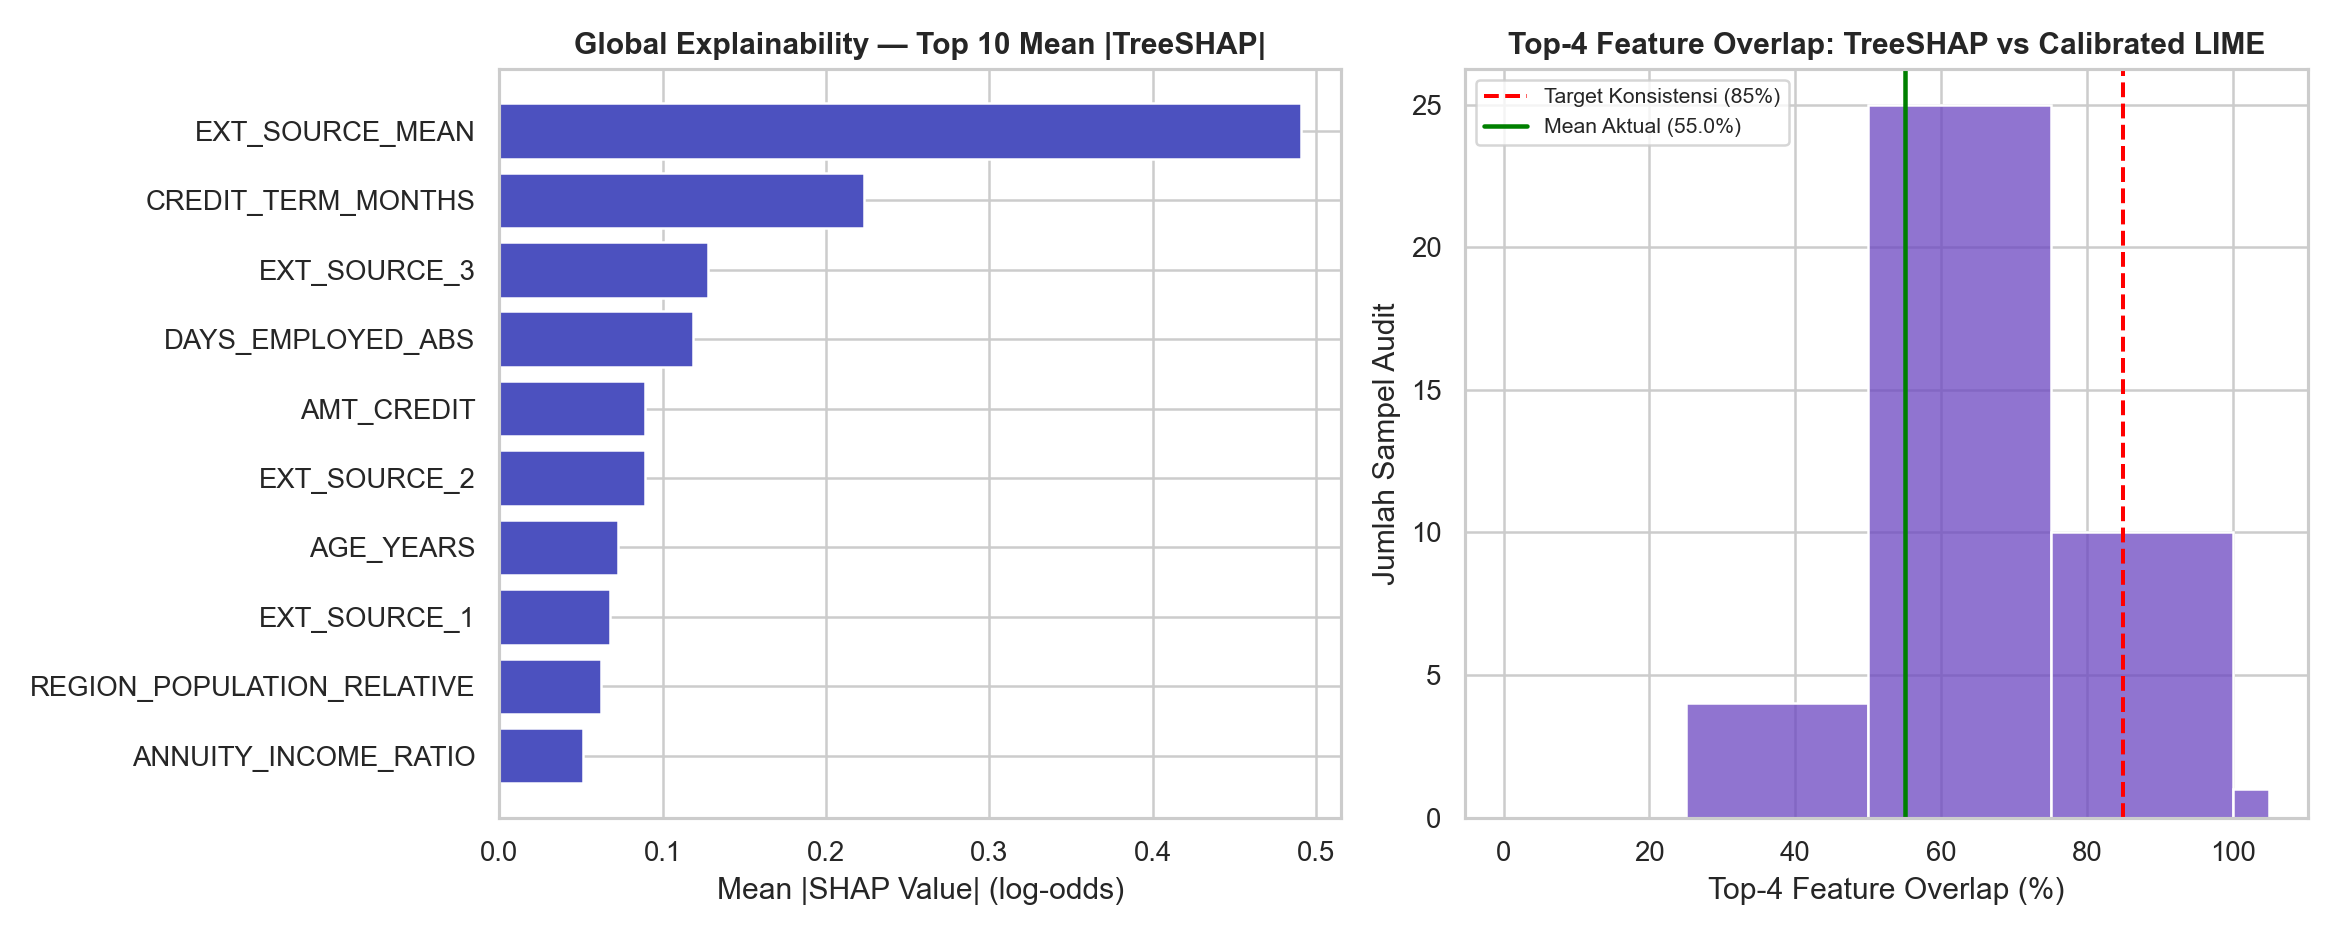 Global Explainability — Top 10 Mean |TreeSHAP|
EXT_SOURCE_MEAN
CREDIT_TERM_MONTHS
EXT_SOURCE_3
DAYS_EMPLOYED_ABS
AMT_CREDIT
EXT_SOURCE_2
AGE_YEARS
EXT_SOURCE_1
REGION_POPULATION_RELATIVE
ANNUITY_INCOME_RATIO
0.0 0.1 0.2 0.3 0.4 0.5
Mean |SHAP Value| (log-odds)
Top-4 Feature Overlap: TreeSHAP vs Calibrated LIME
Target Konsistensi (85%)
Mean Aktual (55.0%)
Jumlah Sampel Audit
25
20
15
10
5
0
0 20 40 60 80 100
Top-4 Feature Overlap (%)